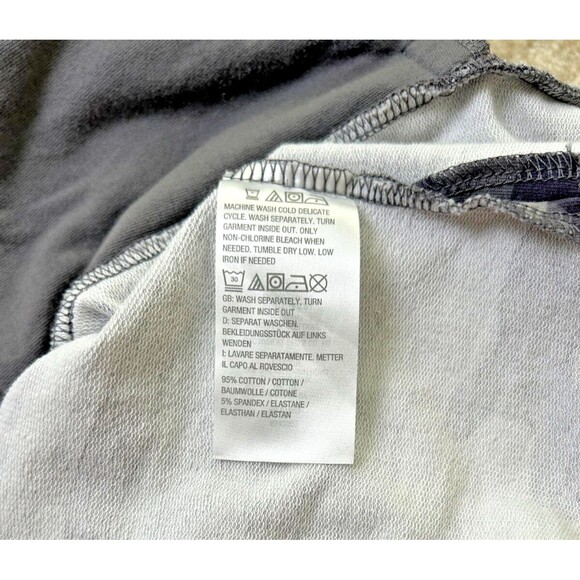 MACHINE WASH COLD DELICATE
CYCLE. WASH SEPARATELY. TURN
GARMENT INSIDE OUT. ONLY
NON-CHLORINE BLEACH WHEN
NEEDED. TUMBLE DRY LOW. LOW
IRON IF NEEDED
30
GB: WASH SEPARATELY. TURN
GARMENT INSIDE OUT
D: SEPARAT WASCHEN.
BEKLEIDUNGSSTÜCK AUF LINKS
WENDEN
I: LAVARE SEPARATAMENTE. METTER
IL CAPO AL ROVESCIO
95% COTTON / COTTON /
BAUMWOLLE / COTONE
5% SPANDEX / ELASTANE /
ELASTHAN / ELASTAN